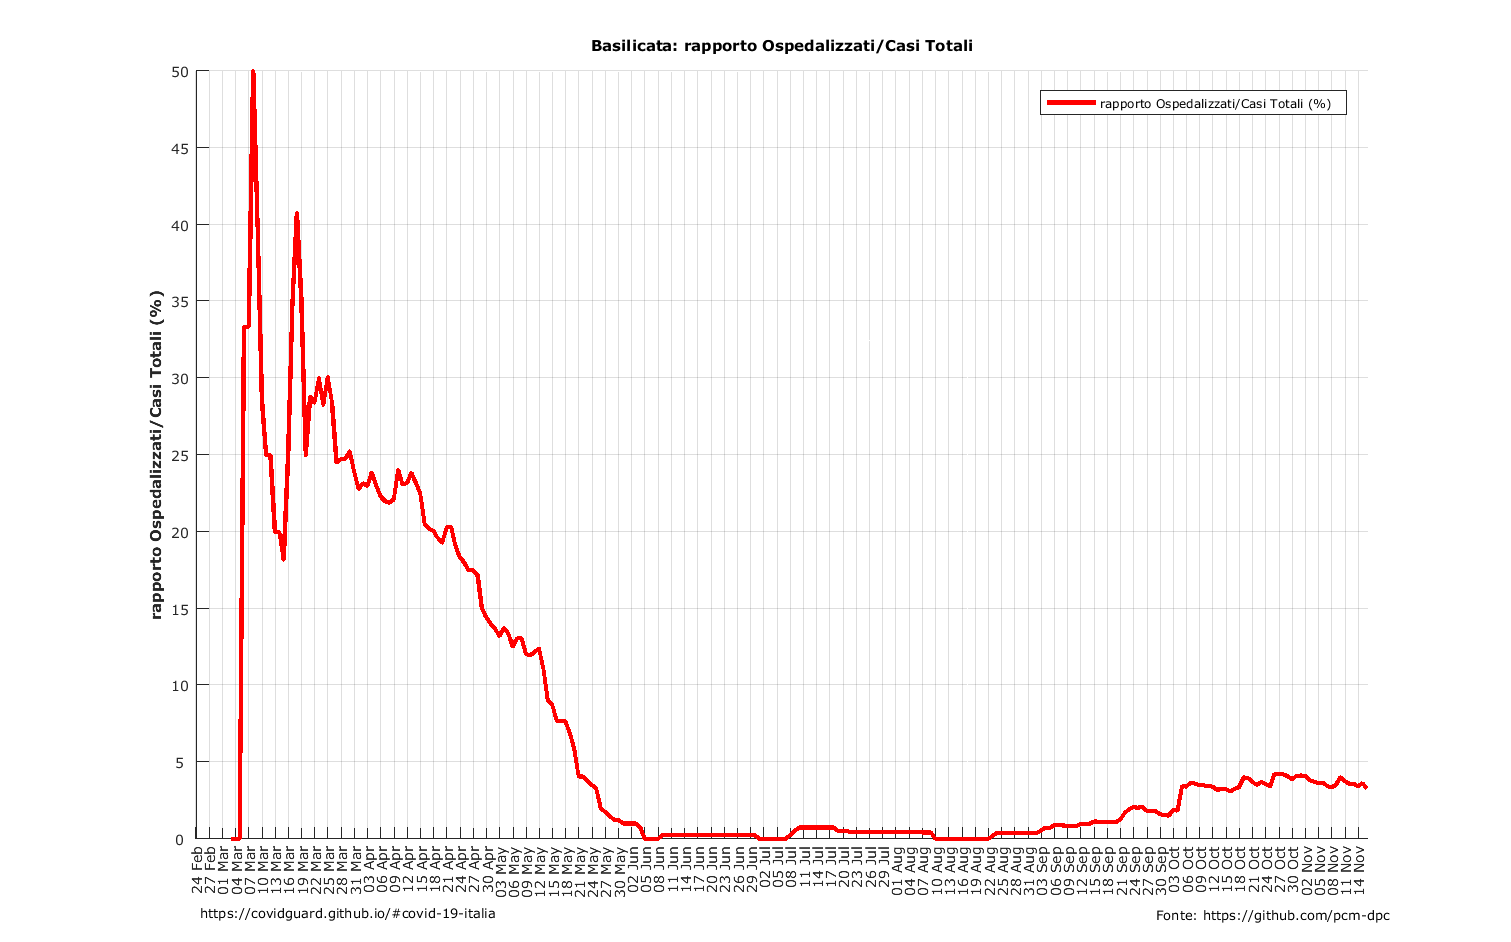 Basilicata: rapporto Ospedalizzati/Casi Totali
rapporto Ospedalizzati/Casi Totali (%)
rapporto Ospedalizzati/Casi Totali (%)
50
45
40
35
30
25
20
15
10
5
0
24 Feb
27 Feb
01 Mar
04 Mar
07 Mar
10 Mar
13 Mar
16 Mar
19 Mar
22 Mar
25 Mar
28 Mar
31 Mar
03 Apr
06 Apr
09 Apr
12 Apr
15 Apr
18 Apr
21 Apr
24 Apr
27 Apr
30 Apr
03 May
06 May
09 May
12 May
15 May
18 May
21 May
24 May
27 May
30 May
02 Jun
05 Jun
08 Jun
11 Jun
14 Jun
17 Jun
20 Jun
23 Jun
26 Jun
29 Jun
02 Jul
05 Jul
08 Jul
11 Jul
14 Jul
17 Jul
20 Jul
23 Jul
26 Jul
29 Jul
01 Aug
04 Aug
07 Aug
10 Aug
13 Aug
16 Aug
19 Aug
22 Aug
25 Aug
28 Aug
31 Aug
03 Sep
06 Sep
09 Sep
12 Sep
15 Sep
18 Sep
21 Sep
24 Sep
27 Sep
30 Sep
03 Oct
06 Oct
09 Oct
12 Oct
15 Oct
18 Oct
21 Oct
24 Oct
27 Oct
30 Oct
02 Nov
05 Nov
08 Nov
11 Nov
14 Nov
https://covidguard.github.io/#covid-19-italia
Fonte: https://github.com/pcm-dpc